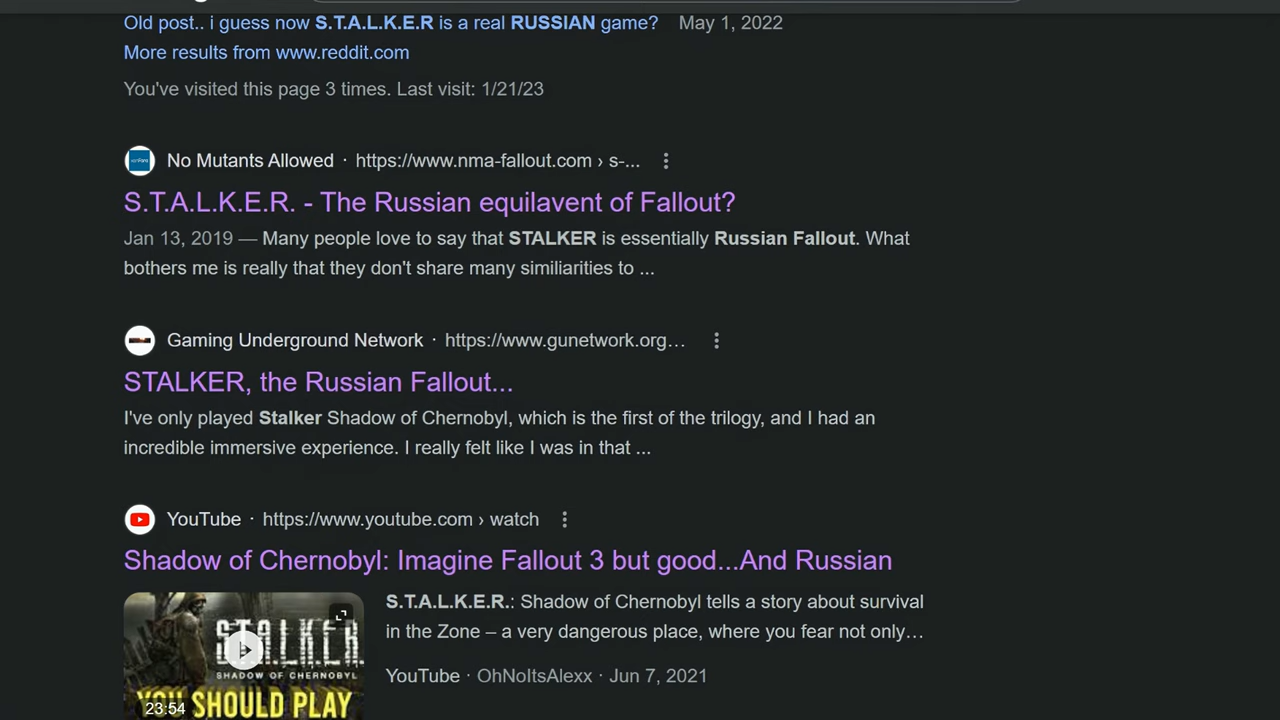 Old post.. i guess now S.T.A.L.K.E.R is a real RUSSIAN game? May 1, 2022
More results from www.reddit.com
You've visited this page 3 times. Last visit: 1/21/23
No Mutants Allowed · https://www.nma-fallout.com › s-...
S.T.A.L.K.E.R. - The Russian equilavent of Fallout?
Jan 13, 2019 — Many people love to say that STALKER is essentially Russian Fallout. What
bothers me is really that they don't share many similiarities to ...
Gaming Underground Network · https://www.gunetwork.org...
STALKER, the Russian Fallout...
I've only played Stalker Shadow of Chernobyl, which is the first of the trilogy, and I had an
incredible immersive experience. I really felt like I was in that ...
YouTube · https://www.youtube.com › watch
Shadow of Chernobyl: Imagine Fallout 3 but good...And Russian
S.T.A.L.K.E.R.: Shadow of Chernobyl tells a story about survival
in the Zone – a very dangerous place, where you fear not only...
YouTube · OhNoItsAlexx · Jun 7, 2021
S.T.A.L.K.E.R.
SHADOW OF CHERNOBYL
YOU SHOULD PLAY
23:54